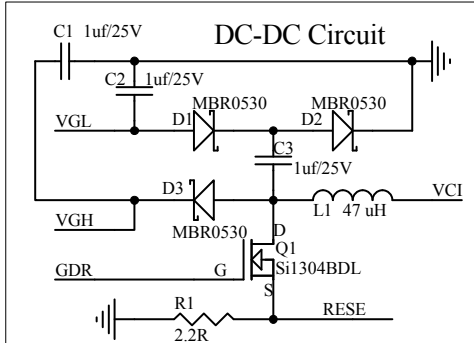 DC-DC Circuit
C1 1uf/25V
C2 1uf/25V
MBR0530
MBR0530
VGL
D1
D2
C3
1uf/25V
D3
VCI
L1 47 uH
VGH
MBR0530
D
Q1
GDR
G
Si1304BDL
S
R1
RESE
2.2R